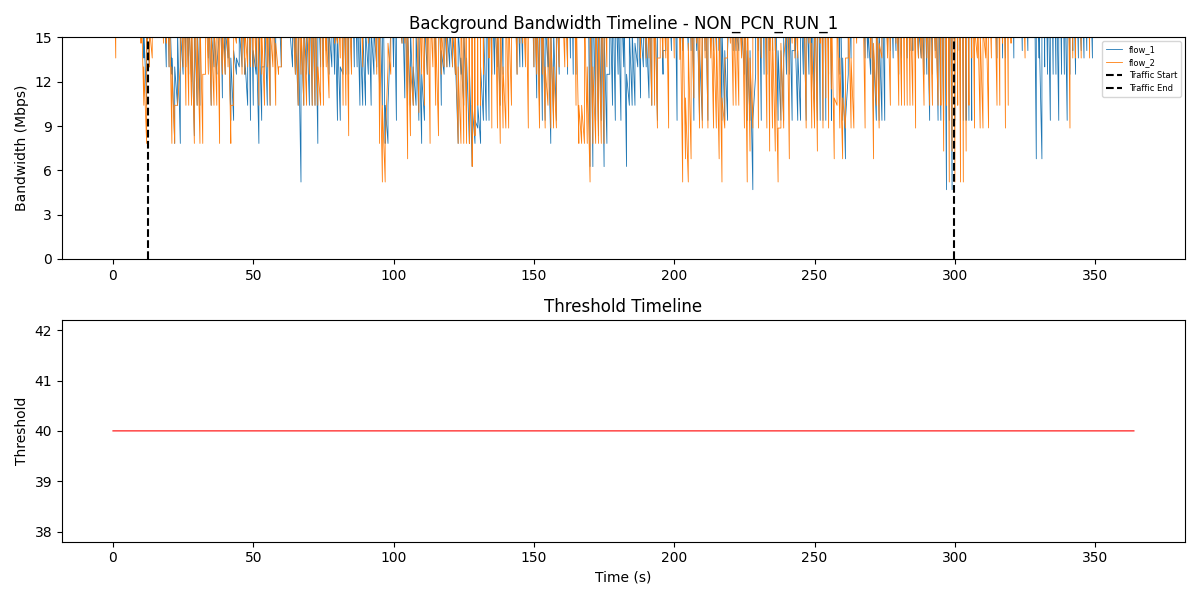 Background Bandwidth Timeline - NON_PCN_RUN_1
Bandwidth (Mbps)
15
12
9
6
3
0
0 50 100 150 200 250 300 350
flow_1
flow_2
Traffic Start
Traffic End
Threshold Timeline
Threshold
42
41
40
39
38
0 50 100 150 200 250 300 350
Time (s)